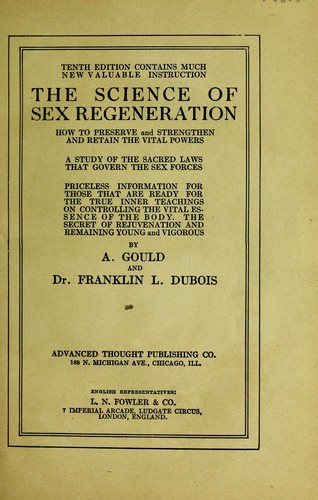 TENTH EDITION CONTAINS MUCH
NEW VALUABLE INSTRUCTION
THE SCIENCE OF
SEX REGENERATION
HOW TO PRESERVE and STRENGTHEN
AND RETAIN THE VITAL POWERS
A STUDY OF THE SACRED LAWS
THAT GOVERN THE SEX FORCES
PRICELESS INFORMATION FOR
THOSE THAT ARE READY FOR
THE TRUE INNER TEACHINGS
ON CONTROLLING THE VITAL ES-
SENCE OF THE BODY. THE
SECRET OF REJUVENATION AND
REMAINING YOUNG and VIGOROUS
BY
A. GOULD
AND
Dr. FRANKLIN L. DUBOIS
ADVANCED THOUGHT PUBLISHING CO.
168 N. MICHIGAN AVE., CHICAGO, ILL.
ENGLISH REPRESENTATIVES:
L. N. FOWLER & CO.
7 IMPERIAL ARCADE, LUDGATE CIRCUS,
LONDON, ENGLAND.